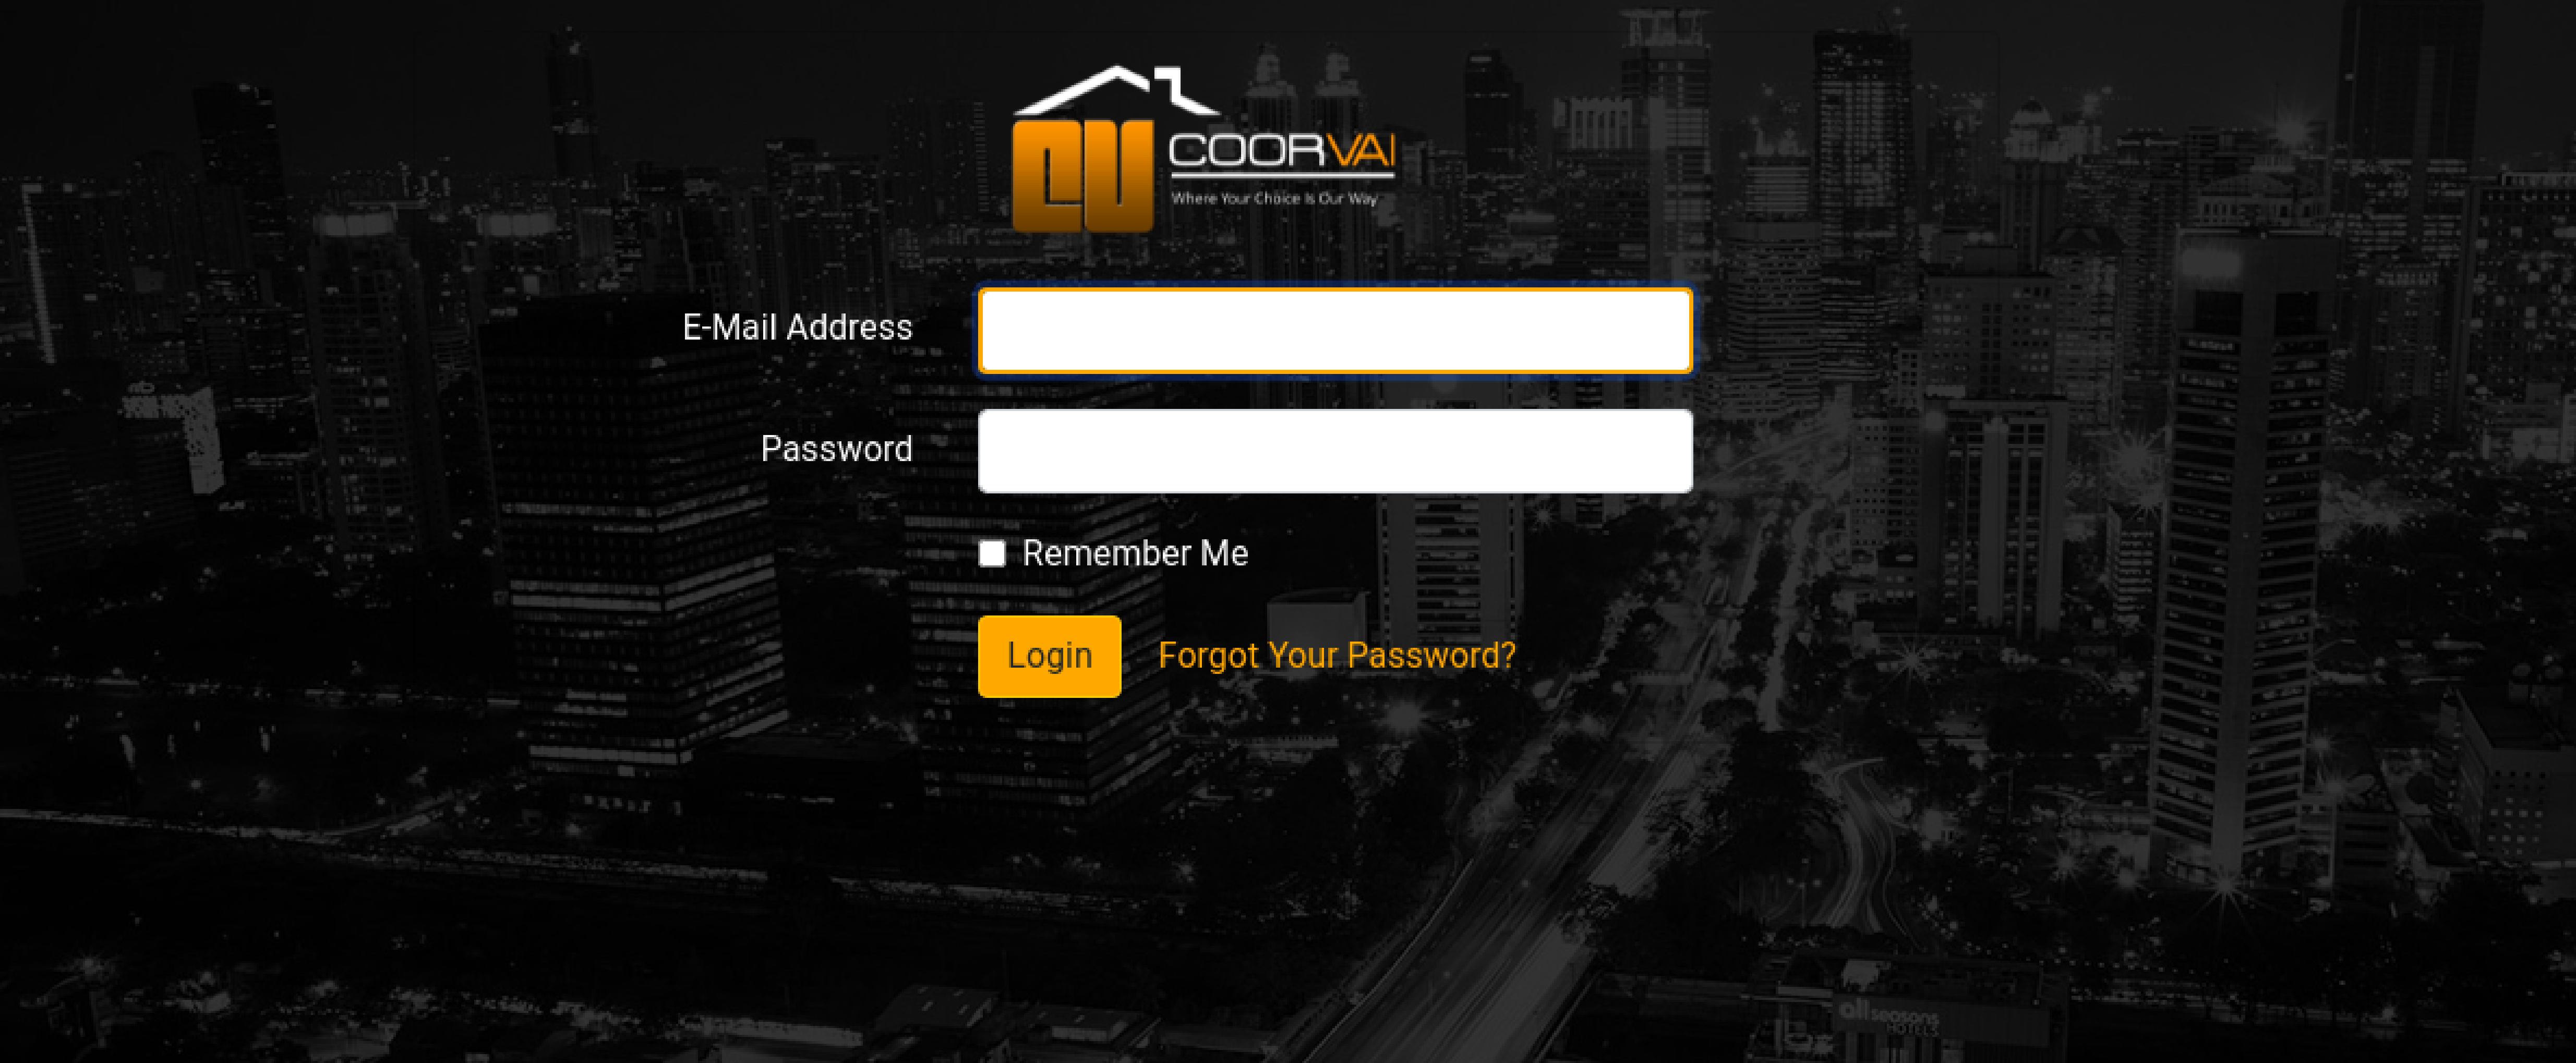 COORVAI
Where Your Choice Is Our Way
E-Mail Address
Password
Remember Me
Login
Forgot Your Password?
all seasons
HOTELS